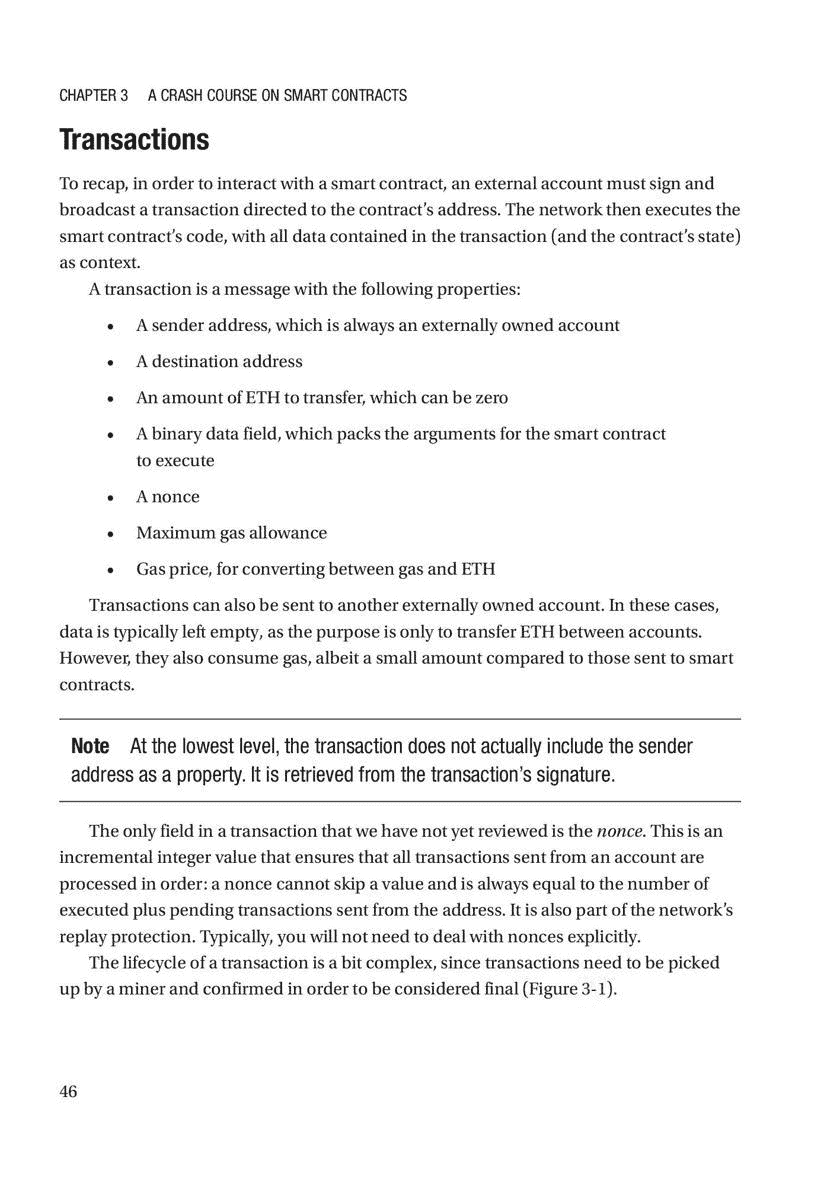 CHAPTER 3 A CRASH COURSE ON SMART CONTRACTS
Transactions
To recap, in order to interact with a smart contract, an external account must sign and
broadcast a transaction directed to the contract’s address. The network then executes the
smart contract’s code, with all data contained in the transaction (and the contract’s state)
as context.
A transaction is a message with the following properties:
• A sender address, which is always an externally owned account
• A destination address
• An amount of ETH to transfer, which can be zero
• A binary data field, which packs the arguments for the smart contract
to execute
• A nonce
• Maximum gas allowance
• Gas price, for converting between gas and ETH
Transactions can also be sent to another externally owned account. In these cases,
data is typically left empty, as the purpose is only to transfer ETH between accounts.
However, they also consume gas, albeit a small amount compared to those sent to smart
contracts.
Note At the lowest level, the transaction does not actually include the sender
address as a property. It is retrieved from the transaction’s signature.
The only field in a transaction that we have not yet reviewed is the nonce. This is an
incremental integer value that ensures that all transactions sent from an account are
processed in order: a nonce cannot skip a value and is always equal to the number of
executed plus pending transactions sent from the address. It is also part of the network’s
replay protection. Typically, you will not need to deal with nonces explicitly.
The lifecycle of a transaction is a bit complex, since transactions need to be picked
up by a miner and confirmed in order to be considered final (Figure 3-1).
46